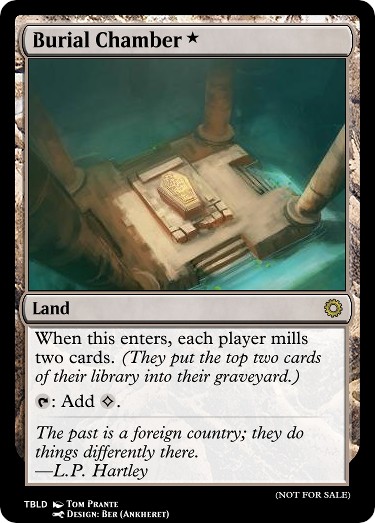 Burial Chamber ★
Land
When this enters, each player mills
two cards. (They put the top two cards
of their library into their graveyard.)
: Add .
The past is a foreign country; they do
things differently there.
—L.P. Hartley
(NOT FOR SALE)
TBLD Tom Prante
Design: Ber (Ankheret)